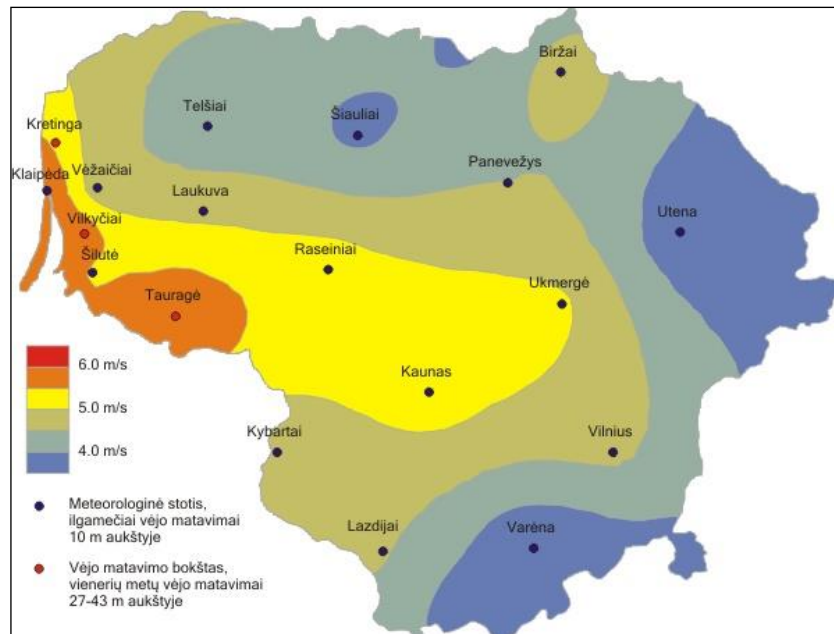 Biržai
Telšiai
Šiauliai
Kretinga
Panevėžys
Klaipėda
Vėžaičiai
Laukuva
Utena
Vilkyčiai
Raseiniai
Šilutė
Ukmergė
Tauragė
6.0 m/s
Kaunas
5.0 m/s
Kybartai
Vilnius
4.0 m/s
Meteorologinė stotis,
ilgamečiai vėjo matavimai
10 m aukštyje
Lazdijai
Varėna
Vėjo matavimo bokštas,
vienerių metų vėjo matavimai
27-43 m aukštyje